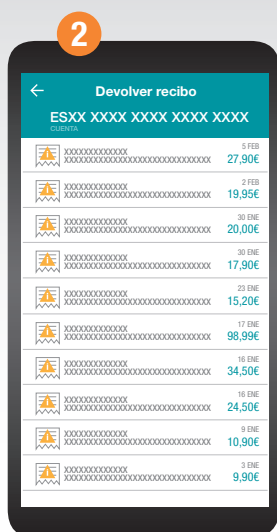 2
Devolver recibo
ESXX XXXX XXXX XXXX XXXX
CUENTA
5 FEB
XXXXXXXXXXXXX
XXXXXXXXXXXXXXXXXXXXXXXXXXXXXX 27,90€
2 FEB
XXXXXXXXXXXXX
XXXXXXXXXXXXXXXXXXXXXXXXXXXXXX 19,95€
30 ENE
XXXXXXXXXXXXX
XXXXXXXXXXXXXXXXXXXXXXXXXXXXXX 20,00€
30 ENE
XXXXXXXXXXXXX
XXXXXXXXXXXXXXXXXXXXXXXXXXXXXX 17,90€
23 ENE
XXXXXXXXXXXXX
XXXXXXXXXXXXXXXXXXXXXXXXXXXXXX 15,20€
17 ENE
XXXXXXXXXXXXX
XXXXXXXXXXXXXXXXXXXXXXXXXXXXXX 98,99€
16 ENE
XXXXXXXXXXXXX
XXXXXXXXXXXXXXXXXXXXXXXXXXXXXX 34,50€
16 ENE
XXXXXXXXXXXXX
XXXXXXXXXXXXXXXXXXXXXXXXXXXXXX 24,50€
9 ENE
XXXXXXXXXXXXX
XXXXXXXXXXXXXXXXXXXXXXXXXXXXXX 10,90€
3 ENE
XXXXXXXXXXXXX
XXXXXXXXXXXXXXXXXXXXXXXXXXXXXX 9,90€